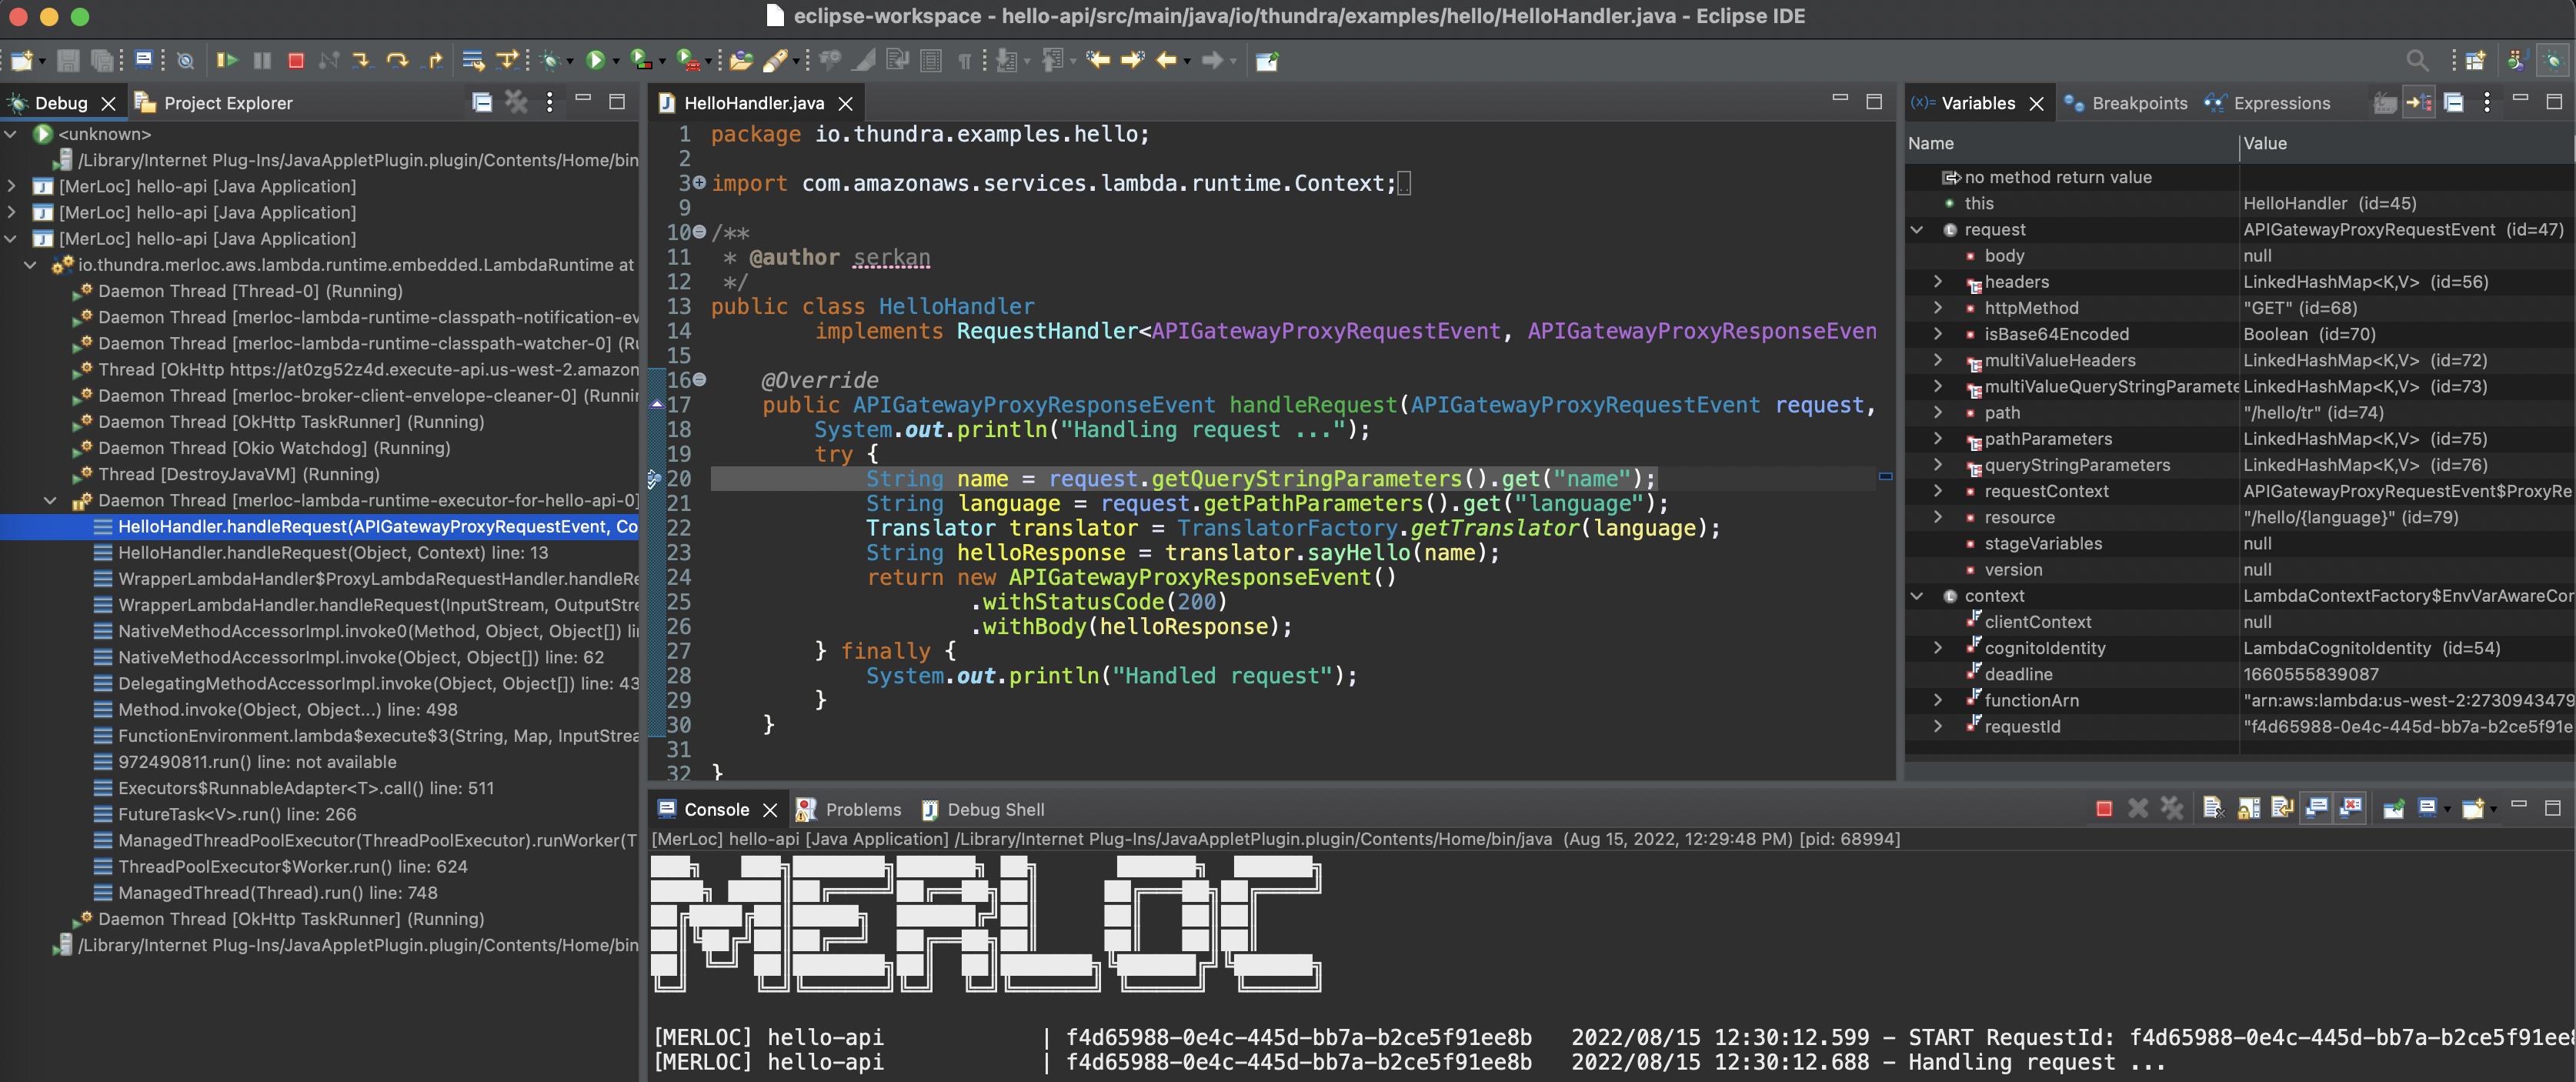 eclipse-workspace - hello-api/src/main/java/io/thundra/examples/hello/HelloHandler.java - Eclipse IDE
Debug
Project Explorer
<unknown>
/Library/Internet Plug-Ins/JavaAppletPlugin.plugin/Contents/Home/bin
[MerLoc] hello-api [Java Application]
[MerLoc] hello-api [Java Application]
[MerLoc] hello-api [Java Application]
io.thundra.merloc.aws.lambda.runtime.embedded.LambdaRuntime at
Daemon Thread [Thread-0] (Running)
Daemon Thread [merloc-lambda-runtime-classpath-notification-ev
Daemon Thread [merloc-lambda-runtime-classpath-watcher-0] (Ru
Thread [OkHttp https://at0zg52z4d.execute-api.us-west-2.amazon
Daemon Thread [merloc-broker-client-envelope-cleaner-0] (Runnin
Daemon Thread [OkHttp TaskRunner] (Running)
Daemon Thread [Okio Watchdog] (Running)
Thread [DestroyJavaVM] (Running)
Daemon Thread [merloc-lambda-runtime-executor-for-hello-api-0]
HelloHandler.handleRequest(APIGatewayProxyRequestEvent, Co
HelloHandler.handleRequest(Object, Context) line: 13
WrapperLambdaHandler$ProxyLambdaRequestHandler.handleRe
WrapperLambdaHandler.handleRequest(InputStream, OutputStre
NativeMethodAccessorImpl.invoke0(Method, Object, Object[]) li
NativeMethodAccessorImpl.invoke(Object, Object[]) line: 62
DelegatingMethodAccessorImpl.invoke(Object, Object[]) line: 43
Method.invoke(Object, Object...) line: 498
FunctionEnvironment.lambda$execute$3(String, Map, InputStrea
972490811.run() line: not available
Executors$RunnableAdapter<T>.call() line: 511
FutureTask<V>.run() line: 266
ManagedThreadPoolExecutor(ThreadPoolExecutor).runWorker(T
ThreadPoolExecutor$Worker.run() line: 624
ManagedThread(Thread).run() line: 748
Daemon Thread [OkHttp TaskRunner] (Running)
/Library/Internet Plug-Ins/JavaAppletPlugin.plugin/Contents/Home/bin
HelloHandler.java
1 package io.thundra.examples.hello;
2
3 import com.amazonaws.services.lambda.runtime.Context;
9
10 /**
11 * @author serkan
12 */
13 public class HelloHandler
14 implements RequestHandler<APIGatewayProxyRequestEvent, APIGatewayProxyResponseEven
15
16 @Override
17 public APIGatewayProxyResponseEvent handleRequest(APIGatewayProxyRequestEvent request,
18 System.out.println("Handling request ...");
19 try {
20 String name = request.getQueryStringParameters().get("name");
21 String language = request.getPathParameters().get("language");
22 Translator translator = TranslatorFactory.getTranslator(language);
23 String helloResponse = translator.sayHello(name);
24 return new APIGatewayProxyResponseEvent()
25 .withStatusCode(200)
26 .withBody(helloResponse);
27 } finally {
28 System.out.println("Handled request");
29 }
30 }
31
32 }
(x)= Variables
Breakpoints
Expressions
Name Value
no method return value
this HelloHandler (id=45)
request APIGatewayProxyRequestEvent (id=47)
body null
headers LinkedHashMap<K,V> (id=56)
httpMethod "GET" (id=68)
isBase64Encoded Boolean (id=70)
multiValueHeaders LinkedHashMap<K,V> (id=72)
multiValueQueryStringParamete LinkedHashMap<K,V> (id=73)
path "/hello/tr" (id=74)
pathParameters LinkedHashMap<K,V> (id=75)
queryStringParameters LinkedHashMap<K,V> (id=76)
requestContext APIGatewayProxyRequestEvent$ProxyRe
resource "/hello/{language}" (id=79)
stageVariables null
version null
context LambdaContextFactory$EnvVarAwareCor
clientContext null
cognitoIdentity LambdaCognitoIdentity (id=54)
deadline 1660555839087
functionArn "arn:aws:lambda:us-west-2:2730943479
requestId "f4d65988-0e4c-445d-bb7a-b2ce5f91e
Console
Problems
Debug Shell
[MerLoc] hello-api [Java Application] /Library/Internet Plug-Ins/JavaAppletPlugin.plugin/Contents/Home/bin/java (Aug 15, 2022, 12:29:48 PM) [pid: 68994]
MERLOC
[MERLOC] hello-api | f4d65988-0e4c-445d-bb7a-b2ce5f91ee8b 2022/08/15 12:30:12.599 - START RequestId: f4d65988-0e4c-445d-bb7a-b2ce5f91ee8
[MERLOC] hello-api | f4d65988-0e4c-445d-bb7a-b2ce5f91ee8b 2022/08/15 12:30:12.688 - Handling request ...